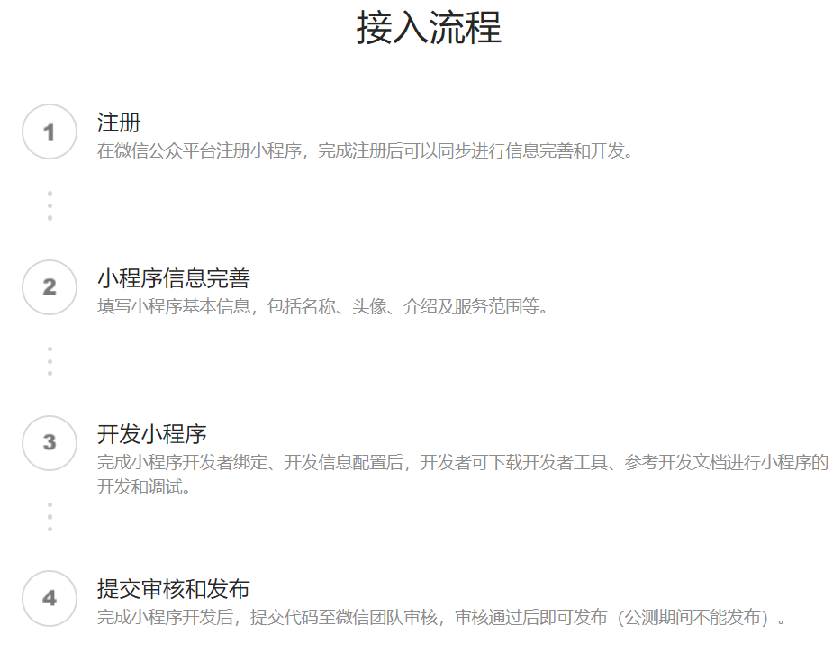 接入流程
1
注册
在微信公众平台注册小程序，完成注册后可以同步进行信息完善和开发。
2
小程序信息完善
填写小程序基本信息，包括名称、头像、介绍及服务范围等。
3
开发小程序
完成小程序开发者绑定、开发信息配置后，开发者可下载开发者工具、参考开发文档进行小程序的
开发和调试。
4
提交审核和发布
完成小程序开发后，提交代码至微信团队审核，审核通过后即可发布（公测期间不能发布）。